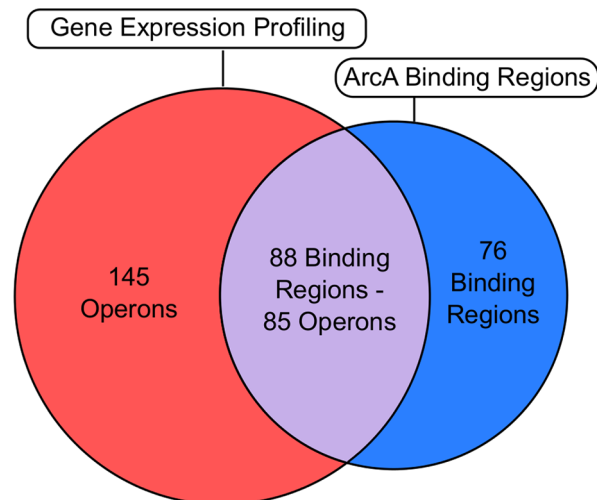 Gene Expression Profiling
ArcA Binding Regions
145
Operons
88 Binding
Regions -
85 Operons
76
Binding
Regions